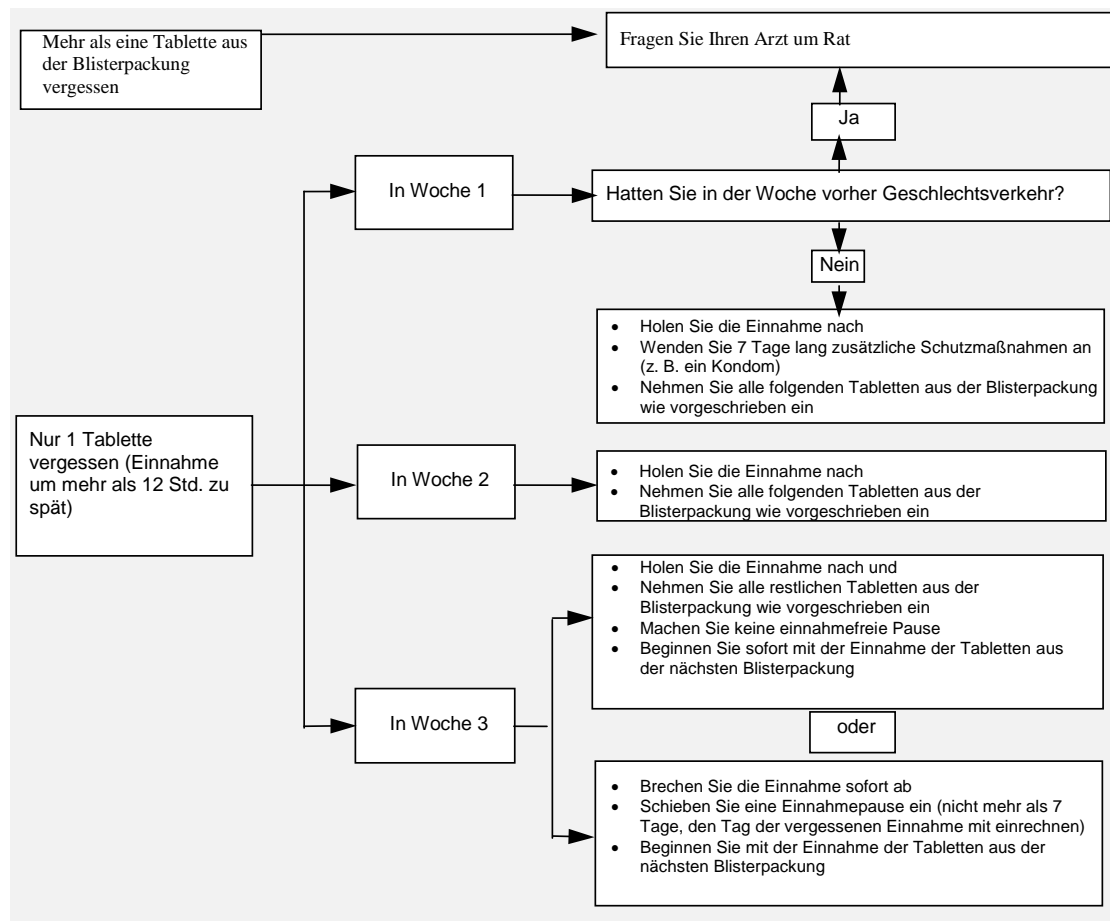 Mehr als eine Tablette aus
der Blisterpackung
vergessen
Fragen Sie Ihren Arzt um Rat
Ja
In Woche 1
Hatten Sie in der Woche vorher Geschlechtsverkehr?
Nein
• Holen Sie die Einnahme nach
• Wenden Sie 7 Tage lang zusätzliche Schutzmaßnahmen an
(z. B. ein Kondom)
• Nehmen Sie alle folgenden Tabletten aus der Blisterpackung
wie vorgeschrieben ein
Nur 1 Tablette
vergessen (Einnahme
um mehr als 12 Std. zu
spät)
In Woche 2
• Holen Sie die Einnahme nach
• Nehmen Sie alle folgenden Tabletten aus der
Blisterpackung wie vorgeschrieben ein
In Woche 3
• Holen Sie die Einnahme nach und
• Nehmen Sie alle restlichen Tabletten aus der
Blisterpackung wie vorgeschrieben ein
• Machen Sie keine einnahmefreie Pause
• Beginnen Sie sofort mit der Einnahme der Tabletten aus
der nächsten Blisterpackung
oder
• Brechen Sie die Einnahme sofort ab
• Schieben Sie eine Einnahmepause ein (nicht mehr als 7
Tage, den Tag der vergessenen Einnahme mit einrechnen)
• Beginnen Sie mit der Einnahme der Tabletten aus der
nächsten Blisterpackung